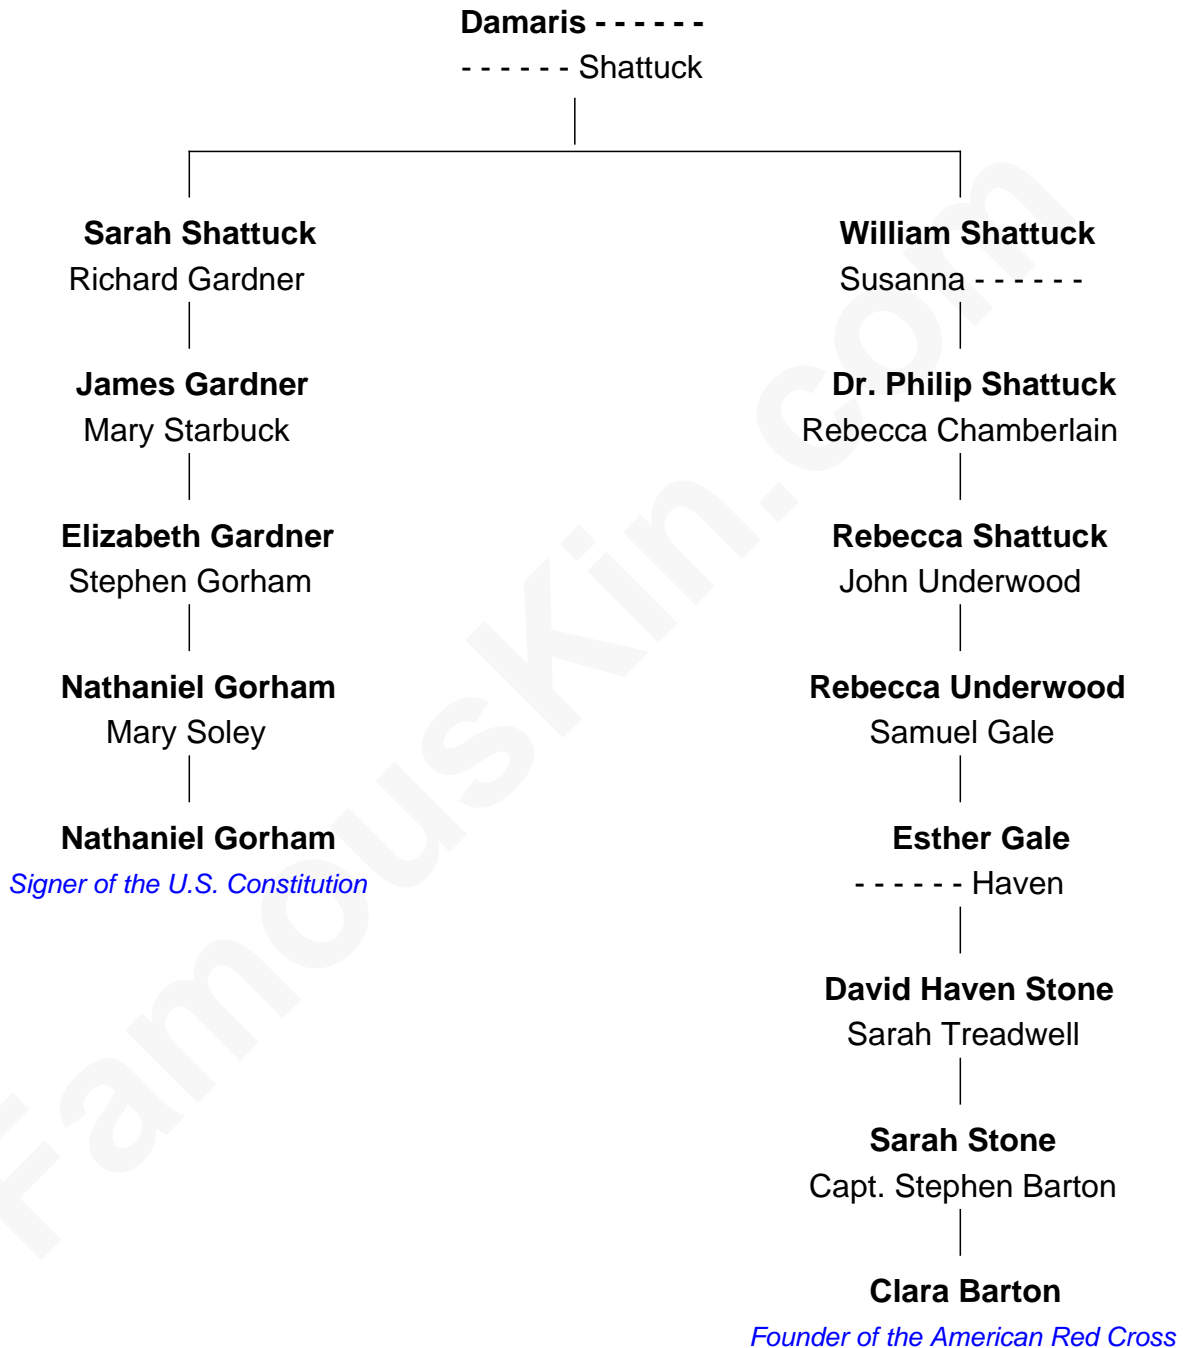 Damaris - - - - - -
- - - - - - Shattuck
Sarah Shattuck
Richard Gardner
William Shattuck
Susanna - - - - - -
James Gardner
Mary Starbuck
Dr. Philip Shattuck
Rebecca Chamberlain
Elizabeth Gardner
Stephen Gorham
Rebecca Shattuck
John Underwood
Nathaniel Gorham
Mary Soley
Rebecca Underwood
Samuel Gale
Nathaniel Gorham
Signer of the U.S. Constitution
Esther Gale
- - - - - - Haven
David Haven Stone
Sarah Treadwell
Sarah Stone
Capt. Stephen Barton
Clara Barton
Founder of the American Red Cross
FamousKin.com